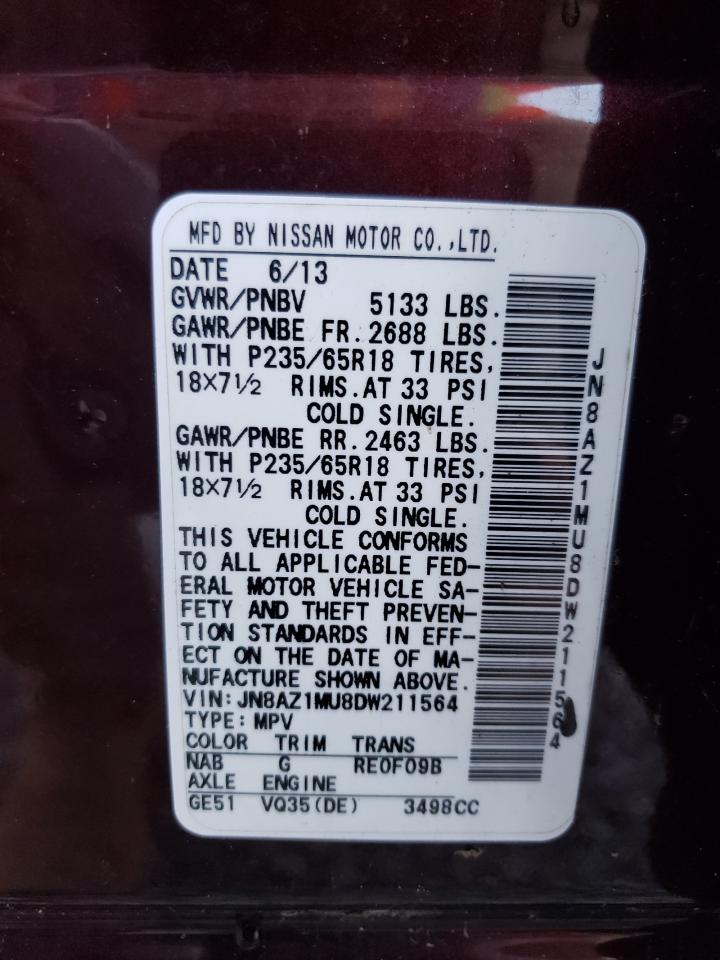 MFD BY NISSAN MOTOR CO.,LTD.
DATE 6/13
GVWR/PNBV 5133 LBS.
GAWR/PNBE FR.2688 LBS.
WITH P235/65R18 TIRES,
18X7½ RIMS.AT 33 PSI
COLD SINGLE.
GAWR/PNBE RR.2463 LBS.
WITH P235/65R18 TIRES,
18X7½ RIMS.AT 33 PSI
COLD SINGLE.
THIS VEHICLE CONFORMS
TO ALL APPLICABLE FED-
ERAL MOTOR VEHICLE SA-
FETY AND THEFT PREVEN-
TION STANDARDS IN EFF-
ECT ON THE DATE OF MA-
NUFACTURE SHOWN ABOVE.
VIN:JN8AZ1MU8DW211564
TYPE:MPV
COLOR TRIM TRANS
NAB G RE0F09B
AXLE ENGINE
GE51 VQ35(DE) 3498CC
JN8AZ1MU8DW211564